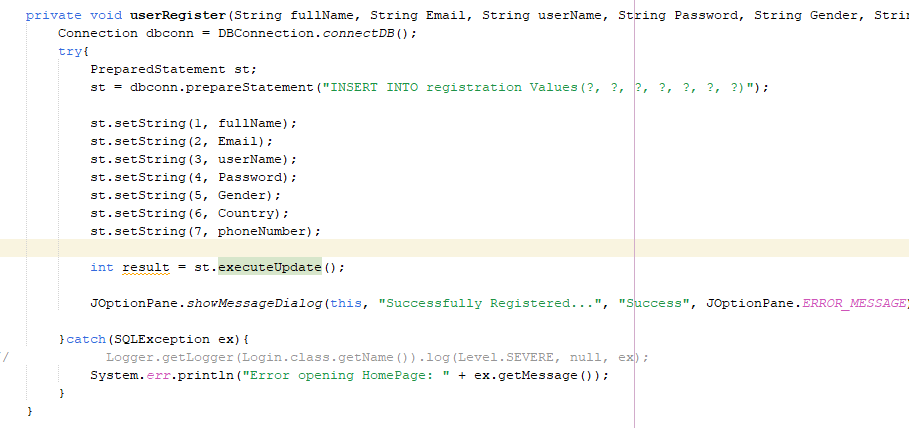 private void userRegister(String fullName, String Email, String userName, String Password, String Gender, Strin
Connection dbconn = DBConnection.connectDB();
try{
PreparedStatement st;
st = dbconn.prepareStatement("INSERT INTO registration Values(?, ?, ?, ?, ?, ?, ?)");
st.setString(1, fullName);
st.setString(2, Email);
st.setString(3, userName);
st.setString(4, Password);
st.setString(5, Gender);
st.setString(6, Country);
st.setString(7, phoneNumber);
int result = st.executeUpdate();
JOptionPane.showMessageDialog(this, "Successfully Registered...", "Success", JOptionPane.ERROR_MESSAGE)
}catch(SQLException ex){
// Logger.getLogger(Login.class.getName()).log(Level.SEVERE, null, ex);
System.err.println("Error opening HomePage: " + ex.getMessage());
}
}